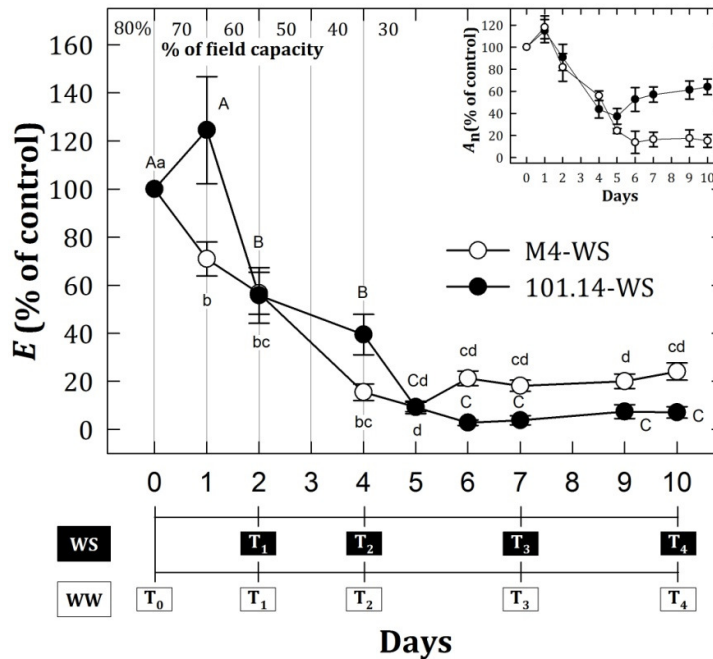 80% 70 60 50 40 30
% of field capacity
E (% of control)
160
140
120
100
80
60
40
20
0
Aa
A
b
B
bc
B
bc
Cd
d
cd
C
cd
C
d
C
cd
C
M4-WS
101.14-WS
An(% of control)
120
100
80
60
40
20
0
0 1 2 3 4 5 6 7 8 9 10
Days
0 1 2 3 4 5 6 7 8 9 10
WS T1 T2 T3 T4
WW T0 T1 T2 T3 T4
Days